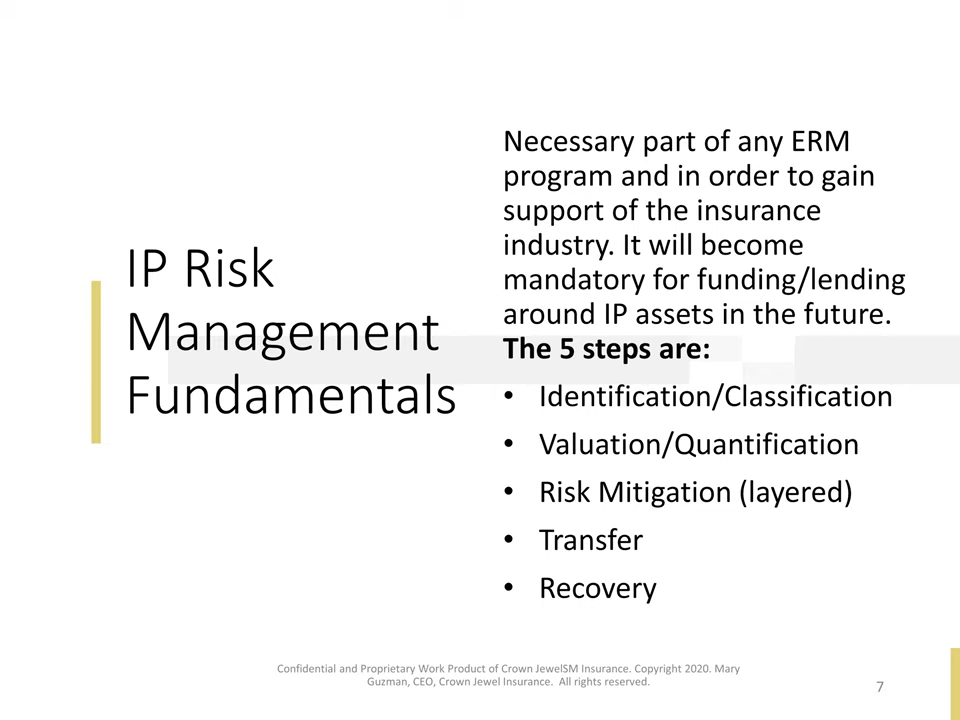 IP Risk
Management
Fundamentals
Necessary part of any ERM
program and in order to gain
support of the insurance
industry. It will become
mandatory for funding/lending
around IP assets in the future.
The 5 steps are:
• Identification/Classification
• Valuation/Quantification
• Risk Mitigation (layered)
• Transfer
• Recovery
Confidential and Proprietary Work Product of Crown JewelSM Insurance. Copyright 2020. Mary
Guzman, CEO, Crown Jewel Insurance. All rights reserved.
7